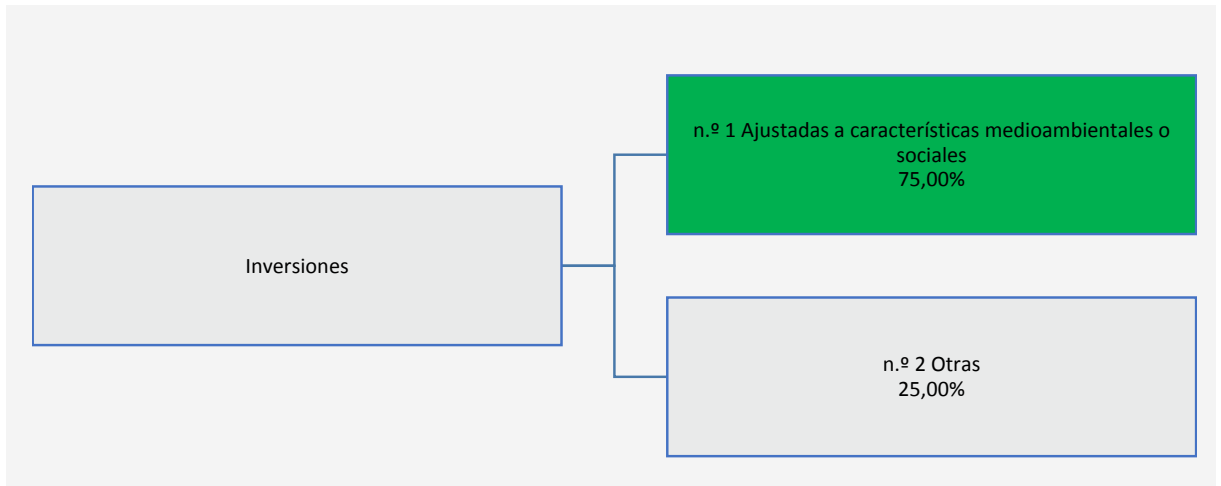 n.º 1 Ajustadas a características medioambientales o
sociales
75,00%
Inversiones
n.º 2 Otras
25,00%